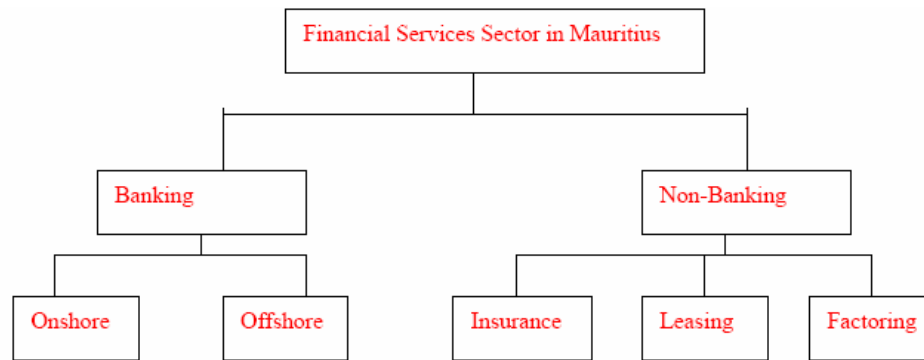 Financial Services Sector in Mauritius
Banking
Non-Banking
Onshore
Offshore
Insurance
Leasing
Factoring